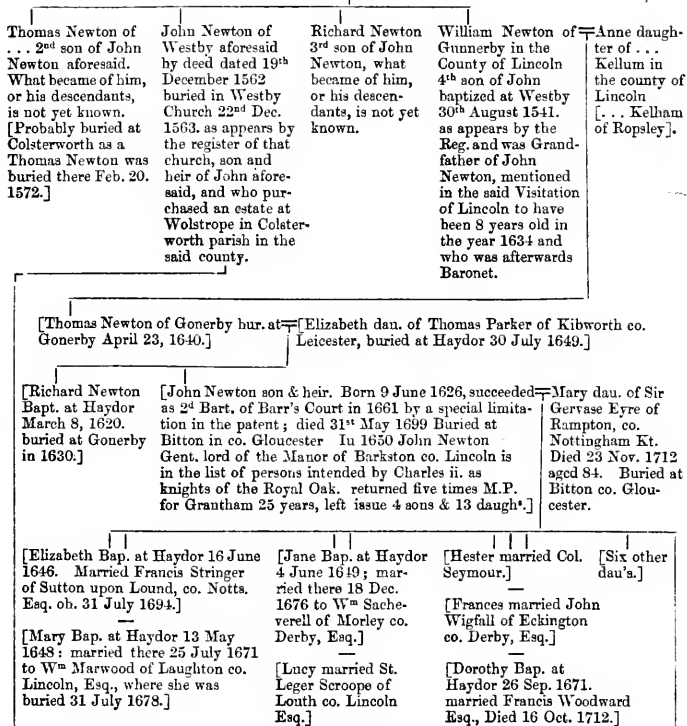 Thomas Newton of
. . . 2nd son of John
Newton aforesaid.
What became of him,
or his descendants,
is not yet known.
[Probably buried at
Colsterworth as a
Thomas Newton was
buried there Feb. 20.
1572.]
John Newton of
Westby aforesaid
by deed dated 19th
December 1562
buried in Westby
Church 22nd Dec.
1563. as appears by
the register of that
church, son and
heir of John afore-
said, and who pur-
chased an estate at
Wolstrope in Colster-
worth parish in the
said county.
Richard Newton
3rd son of John
Newton, what
became of him,
or his descen-
dants, is not yet
known.
William Newton of
Gunnerby in the
County of Lincoln
4th son of John
baptized at Westby
30th August 1541.
as appears by the
Reg. and was Grand-
father of John
Newton, mentioned
in the said Visitation
of Lincoln to have
been 8 years old in
the year 1634 and
who was afterwards
Baronet.
Anne daugh-
ter of . . .
Kellum in
the county of
Lincoln
[. . . Kelham
of Ropsley].
[Thomas Newton of Gonerby bur. at
Gonerby April 23, 1640.]
[Elizabeth dau. of Thomas Parker of Kibworth co.
Leicester, buried at Haydor 30 July 1649.]
[Richard Newton
Bapt. at Haydor
March 8, 1620.
buried at Gonerby
in 1630.]
[John Newton son & heir. Born 9 June 1626, succeeded
as 2d Bart. of Barr's Court in 1661 by a special limita-
tion in the patent; died 31st May 1699 Buried at
Bitton in co. Gloucester Iu 1650 John Newton
Gent. lord of the Manor of Barkston co. Lincoln is
in the list of persons intended by Charles ii. as
knights of the Royal Oak. returned five times M.P.
for Grantham 25 years, left issue 4 sons & 13 daughs.]
Mary dau. of Sir
Gervase Eyre of
Rampton, co.
Nottingham Kt.
Died 23 Nov. 1712
aged 84. Buried at
Bitton co. Glou-
cester.
[Elizabeth Bap. at Haydor 16 June
1646. Married Francis Stringer
of Sutton upon Lound, co. Notts.
Esq. ob. 31 July 1694.]
[Mary Bap. at Haydor 13 May
1648: married there 25 July 1671
to Wm Marwood of Laughton co.
Lincoln, Esq., where she was
buried 31 July 1678.]
[Jane Bap. at Haydor
4 June 1649; mar-
ried there 18 Dec.
1676 to Wm Sache-
verell of Morley co.
Derby, Esq.]
[Lucy married St.
Leger Scroope of
Louth co. Lincoln
Esq.]
[Hester married Col.
Seymour.]
[Frances married John
Wigfall of Eckington
co. Derby, Esq.]
[Dorothy Bap. at
Haydor 26 Sep. 1671.
married Francis Woodward
Esq., Died 16 Oct. 1712.]
[Six other
dau's.]